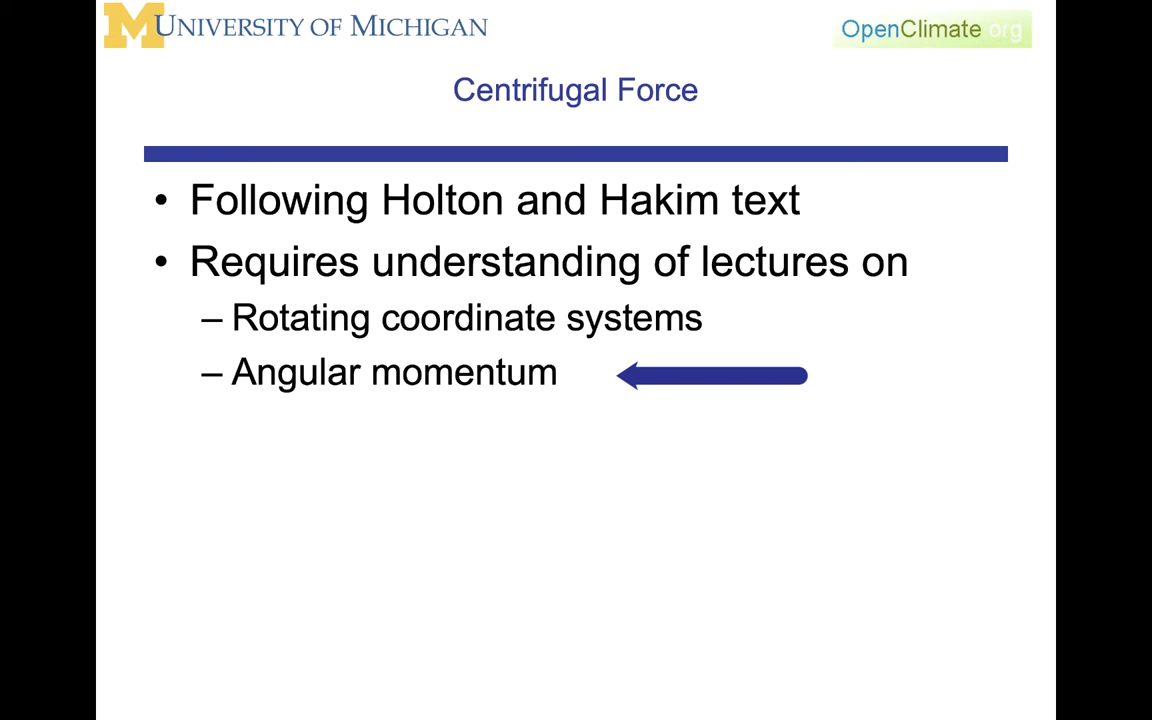 M UNIVERSITY OF MICHIGAN
OpenClimate org
Centrifugal Force
• Following Holton and Hakim text
• Requires understanding of lectures on
– Rotating coordinate systems
– Angular momentum